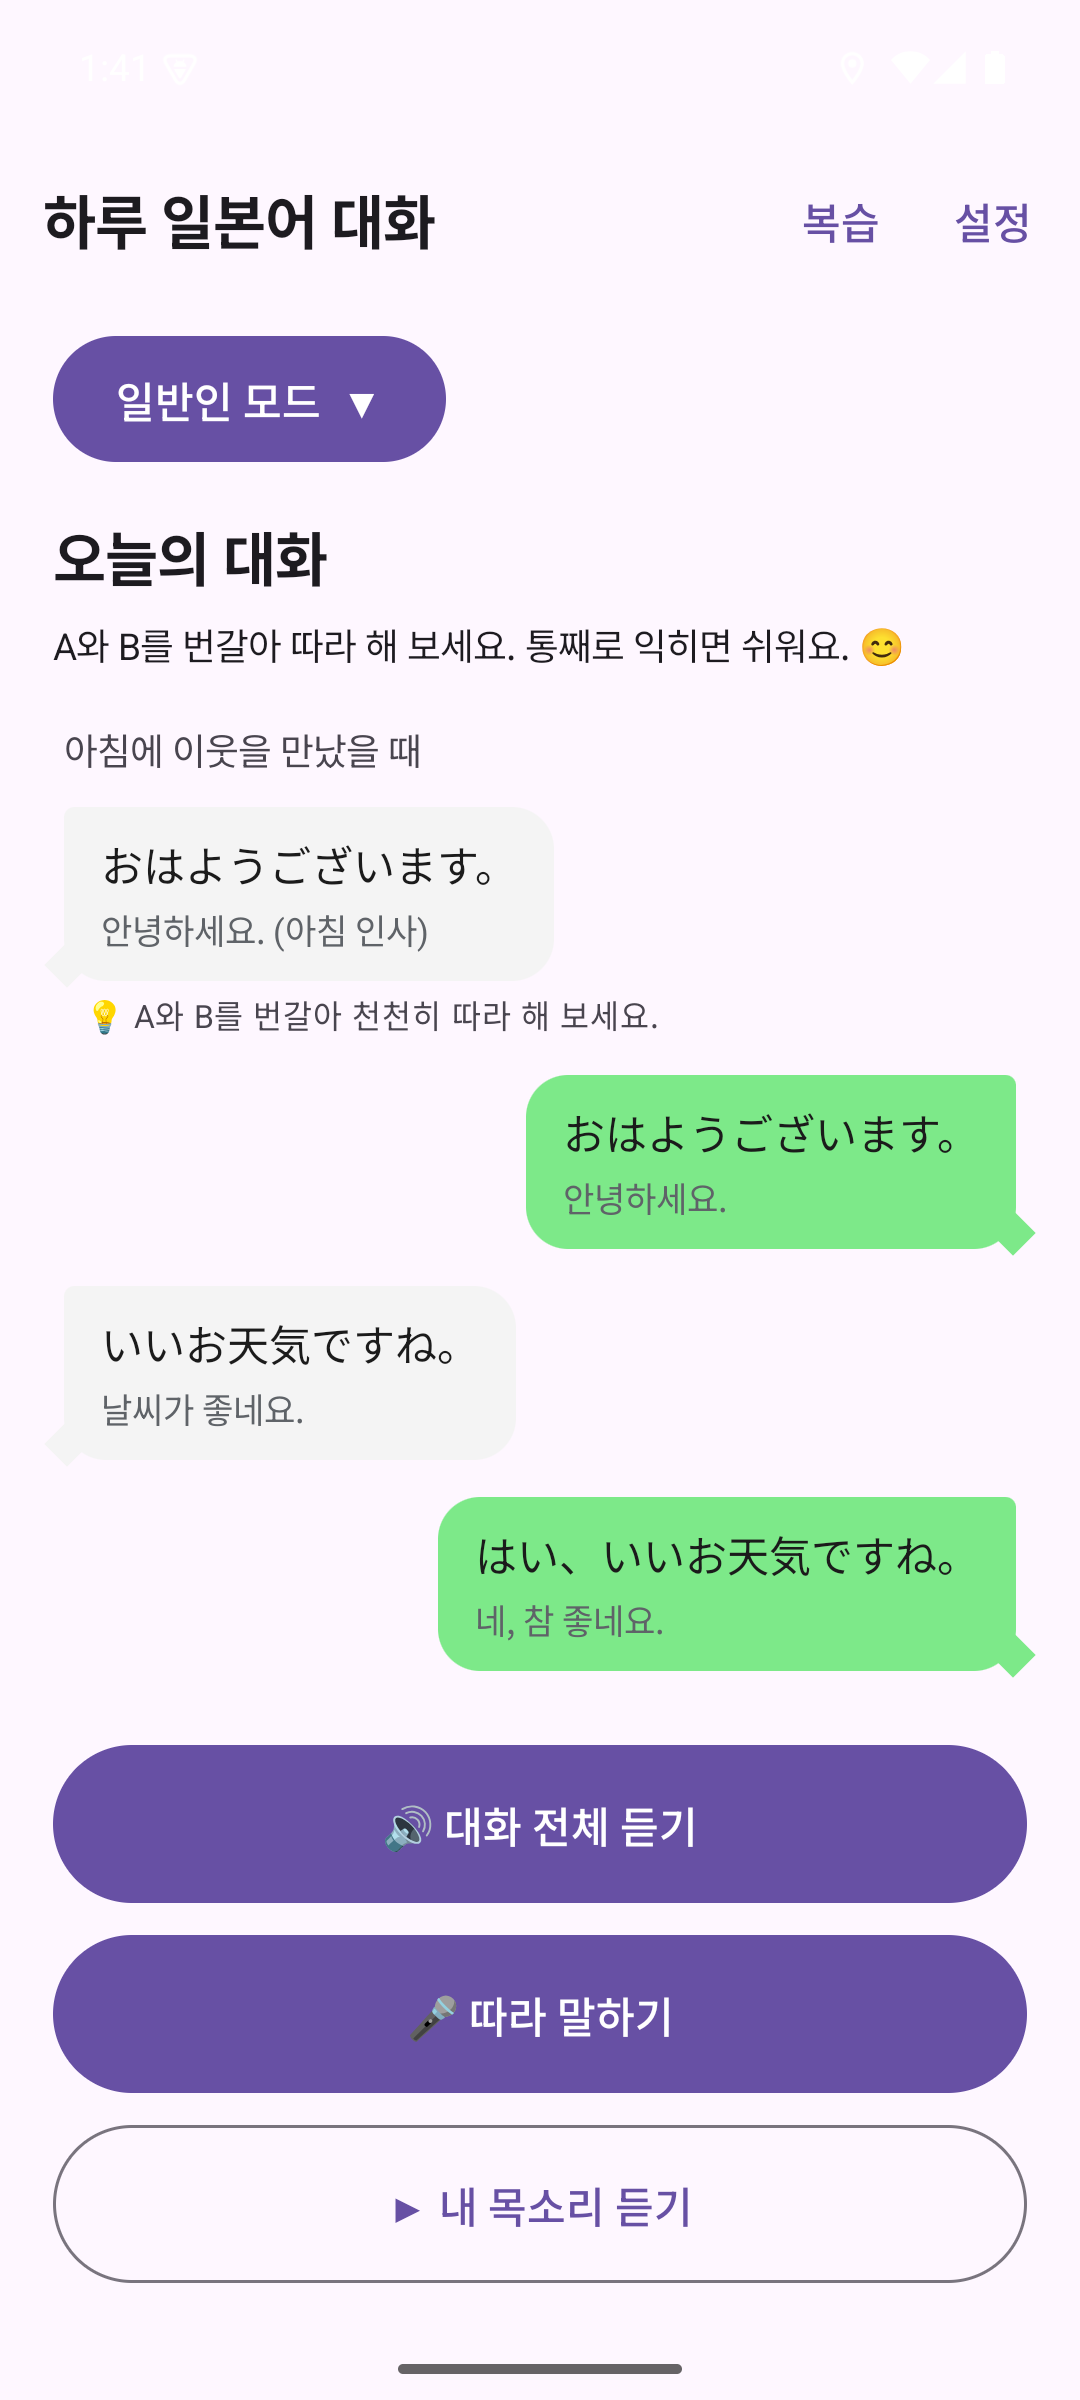 1:41
하루 일본어 대화
복습
설정
일반인 모드 ▼
오늘의 대화
A와 B를 번갈아 따라 해 보세요. 통째로 익히면 쉬워요. 😊
아침에 이웃을 만났을 때
おはようございます。
안녕하세요. (아침 인사)
💡 A와 B를 번갈아 천천히 따라 해 보세요.
おはようございます。
안녕하세요.
いいお天気ですね。
날씨가 좋네요.
はい、いいお天気ですね。
네, 참 좋네요.
🔊 대화 전체 듣기
🎤 따라 말하기
▶ 내 목소리 듣기